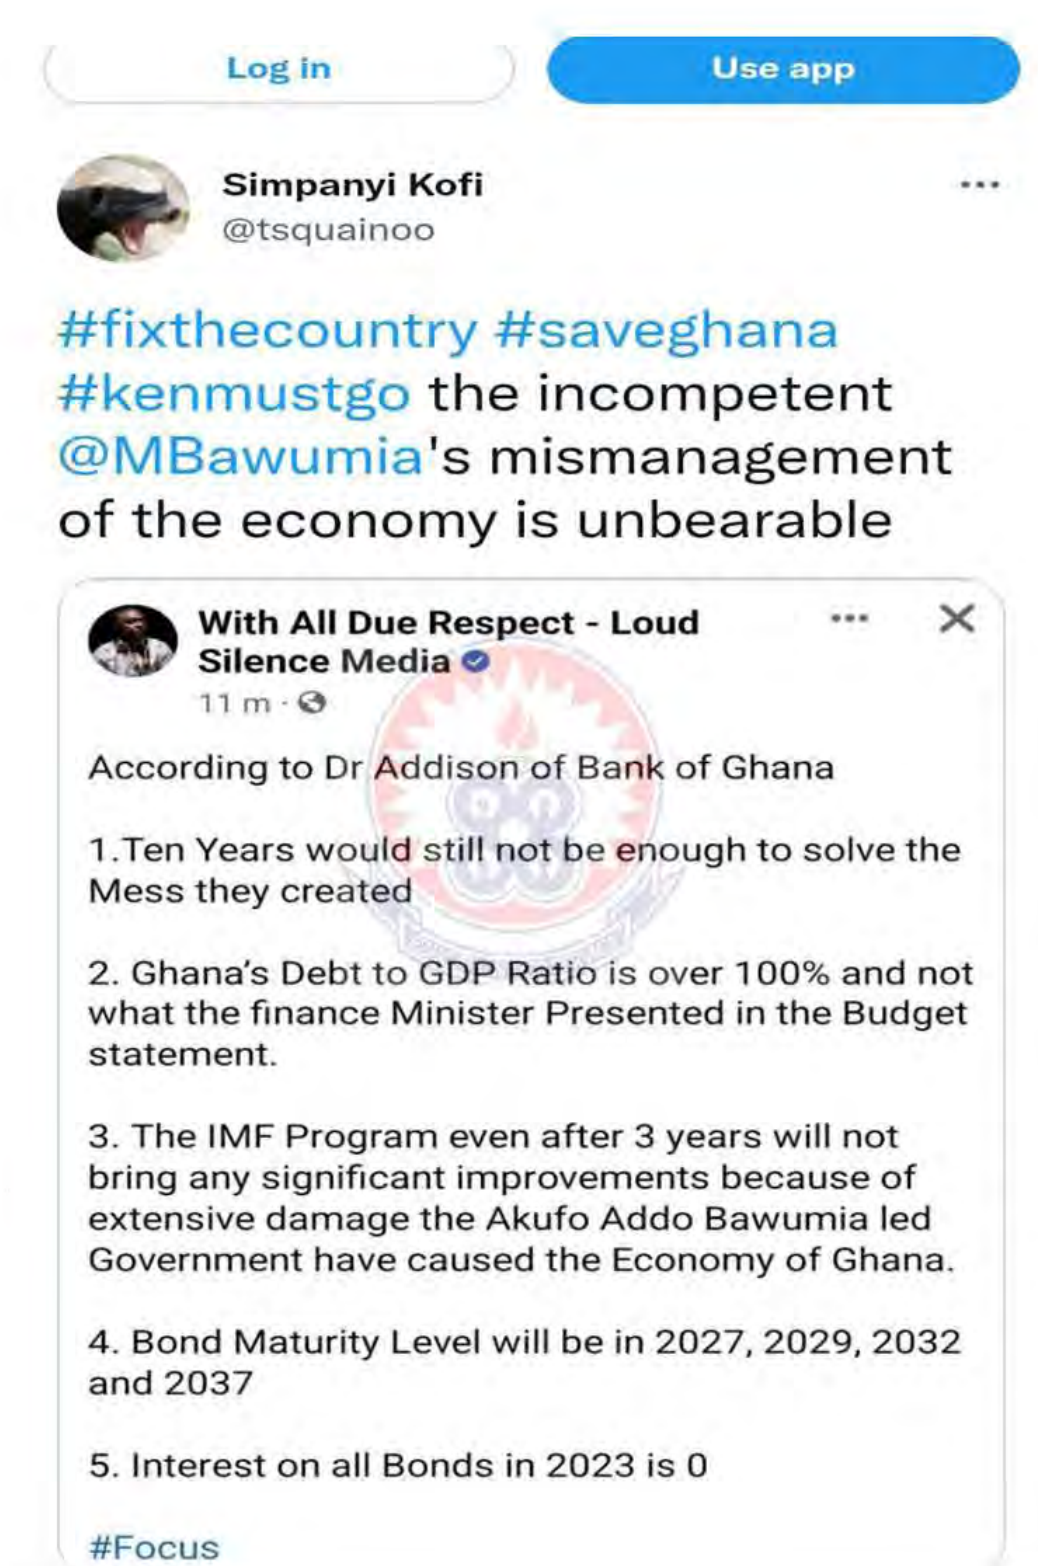 Log in
Use app
Simpanyi Kofi
@tsquainoo
#fixthecountry #saveghana
#kenmustgo the incompetent
@MBawumia's mismanagement
of the economy is unbearable
With All Due Respect - Loud
Silence Media
11 m ·
According to Dr Addison of Bank of Ghana
1.Ten Years would still not be enough to solve the
Mess they created
2. Ghana’s Debt to GDP Ratio is over 100% and not
what the finance Minister Presented in the Budget
statement.
3. The IMF Program even after 3 years will not
bring any significant improvements because of
extensive damage the Akufo Addo Bawumia led
Government have caused the Economy of Ghana.
4. Bond Maturity Level will be in 2027, 2029, 2032
and 2037
5. Interest on all Bonds in 2023 is 0
#Focus